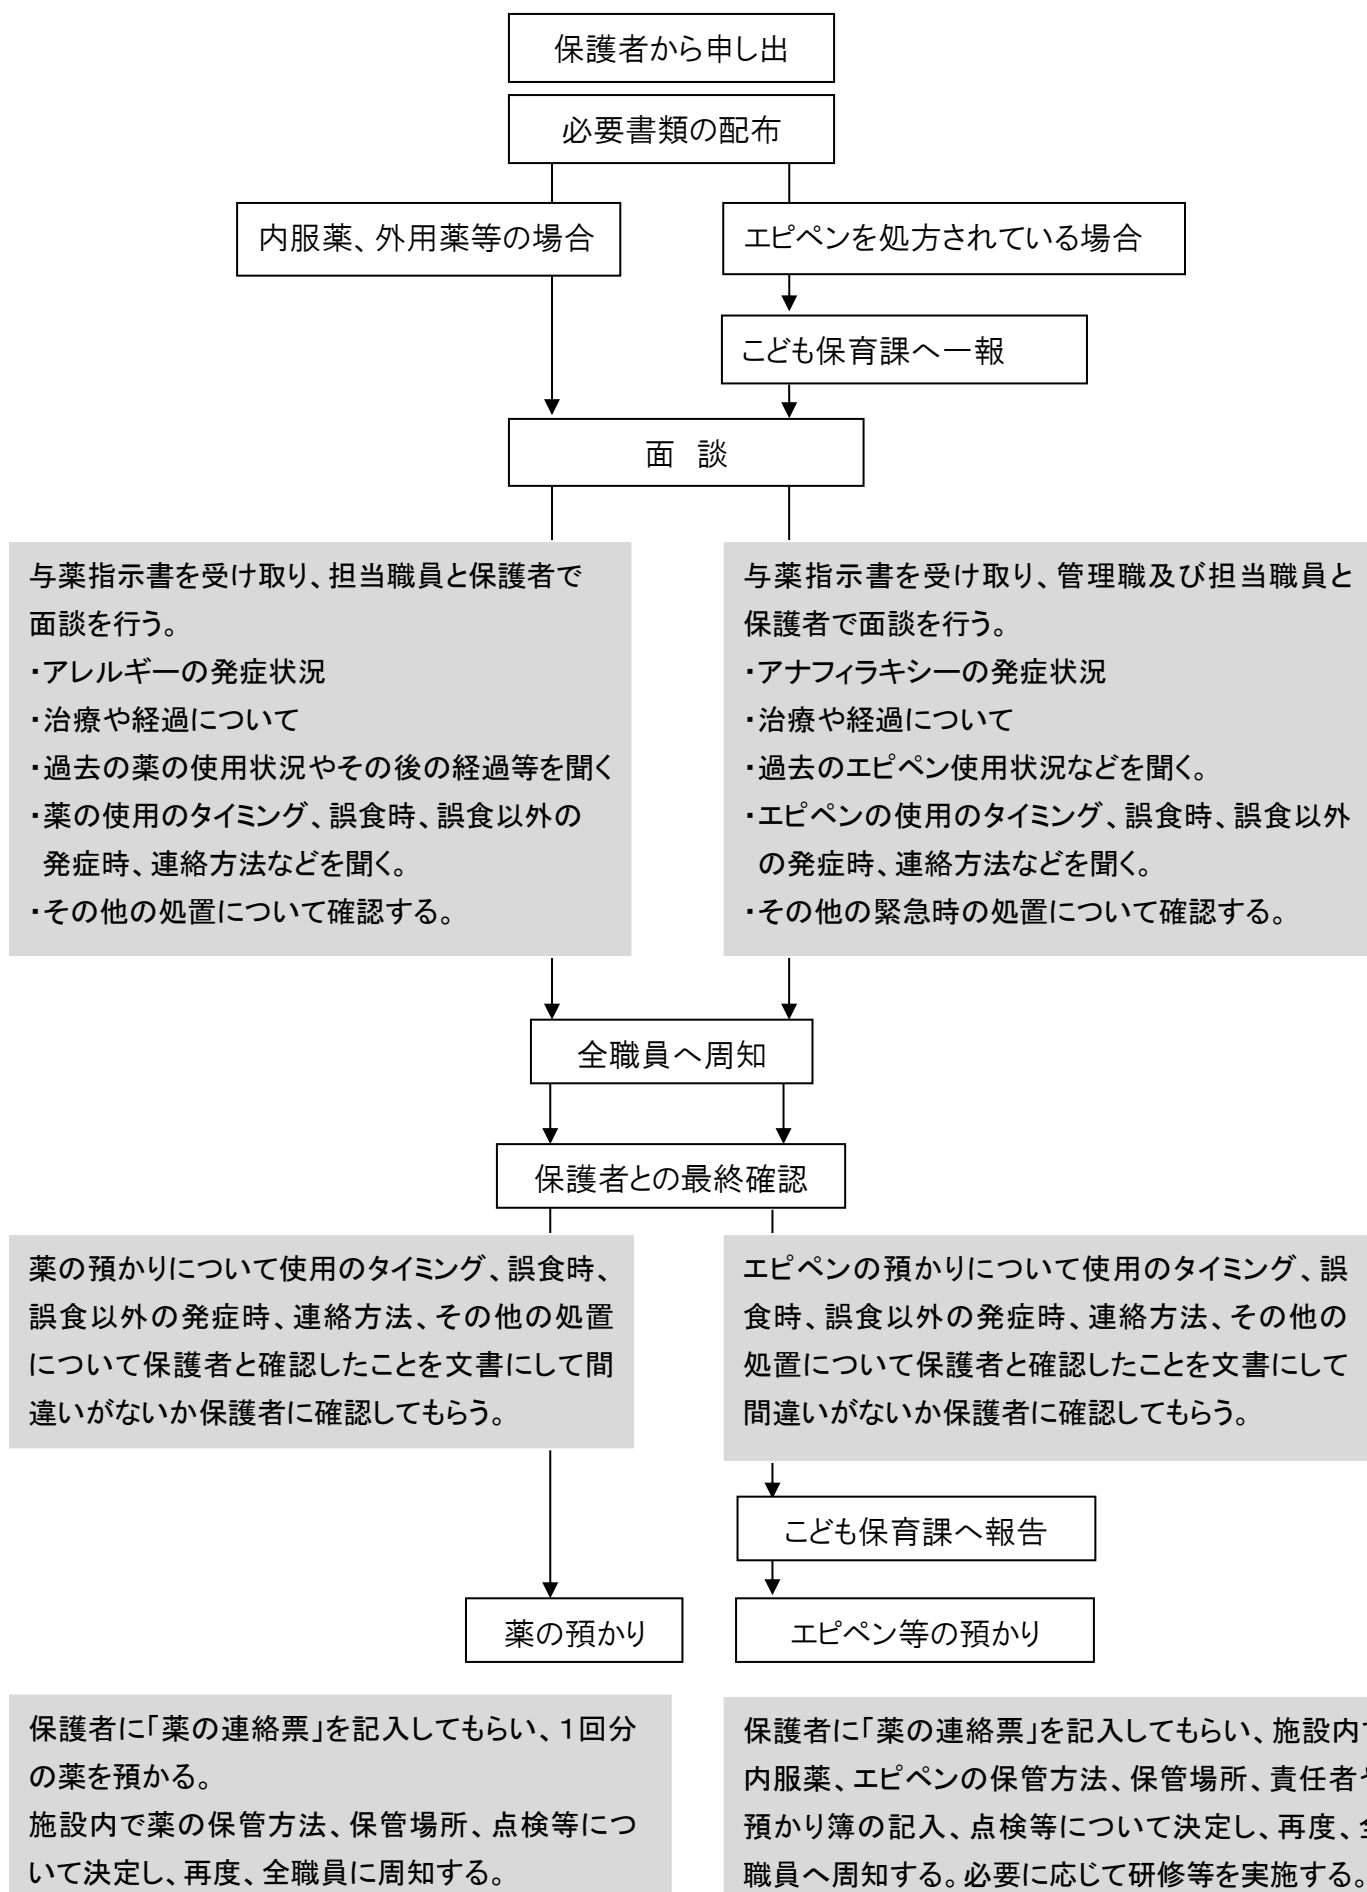 保護者から申し出
必要書類の配布
内服薬、外用薬等の場合
エピペンを処方されている場合
こども保育課へ一報
面 談
与薬指示書を受け取り、担当職員と保護者で
面談を行う。
・アレルギーの発症状況
・治療や経過について
・過去の薬の使用状況やその後の経過等を聞く
・薬の使用のタイミング、誤食時、誤食以外の
発症時、連絡方法などを聞く。
・その他の処置について確認する。
与薬指示書を受け取り、管理職及び担当職員と
保護者で面談を行う。
・アナフィラキシーの発症状況
・治療や経過について
・過去のエピペン使用状況などを聞く。
・エピペンの使用のタイミング、誤食時、誤食以外
の発症時、連絡方法などを聞く。
・その他の緊急時の処置について確認する。
全職員へ周知
保護者との最終確認
薬の預かりについて使用のタイミング、誤食時、
誤食以外の発症時、連絡方法、その他の処置
について保護者と確認したことを文書にして間
違いがないか保護者に確認してもらう。
エピペンの預かりについて使用のタイミング、誤
食時、誤食以外の発症時、連絡方法、その他の
処置について保護者と確認したことを文書にして
間違いがないか保護者に確認してもらう。
こども保育課へ報告
薬の預かり
エピペン等の預かり
保護者に「薬の連絡票」を記入してもらい、1回分
の薬を預かる。
施設内で薬の保管方法、保管場所、点検等につ
いて決定し、再度、全職員に周知する。
保護者に「薬の連絡票」を記入してもらい、施設内
内服薬、エピペンの保管方法、保管場所、責任者
預かり簿の記入、点検等について決定し、再度、
職員へ周知する。必要に応じて研修等を実施する。